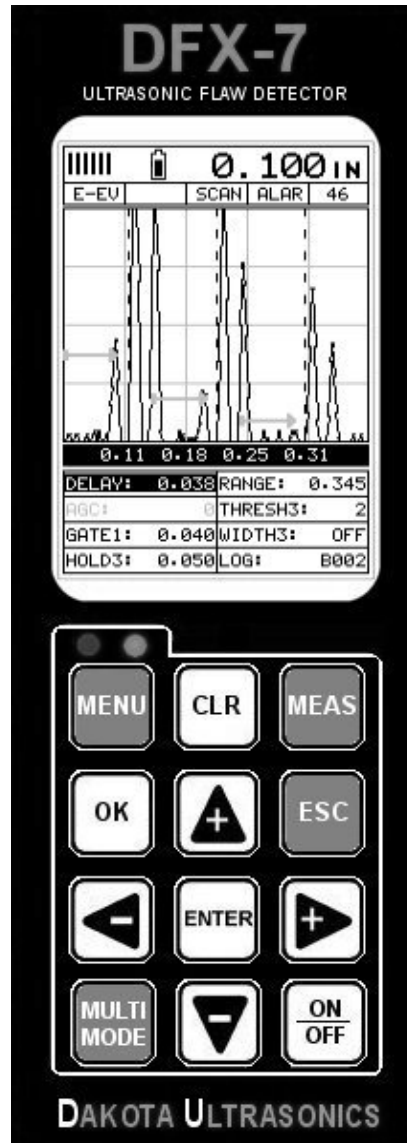 DFX-7
ULTRASONIC FLAW DETECTOR
0.100 IN
E-EV SCAN ALAR 46
0.11 0.18 0.25 0.31
DELAY: 0.038 RANGE: 0.345
AGC: 0 THRESH3: 2
GATE1: 0.040 WIDTH3: OFF
HOLD3: 0.050 LOG: B002
MENU CLR MEAS
OK + ESC
- ENTER +
MULTI MODE - ON OFF
DAKOTA ULTRASONICS